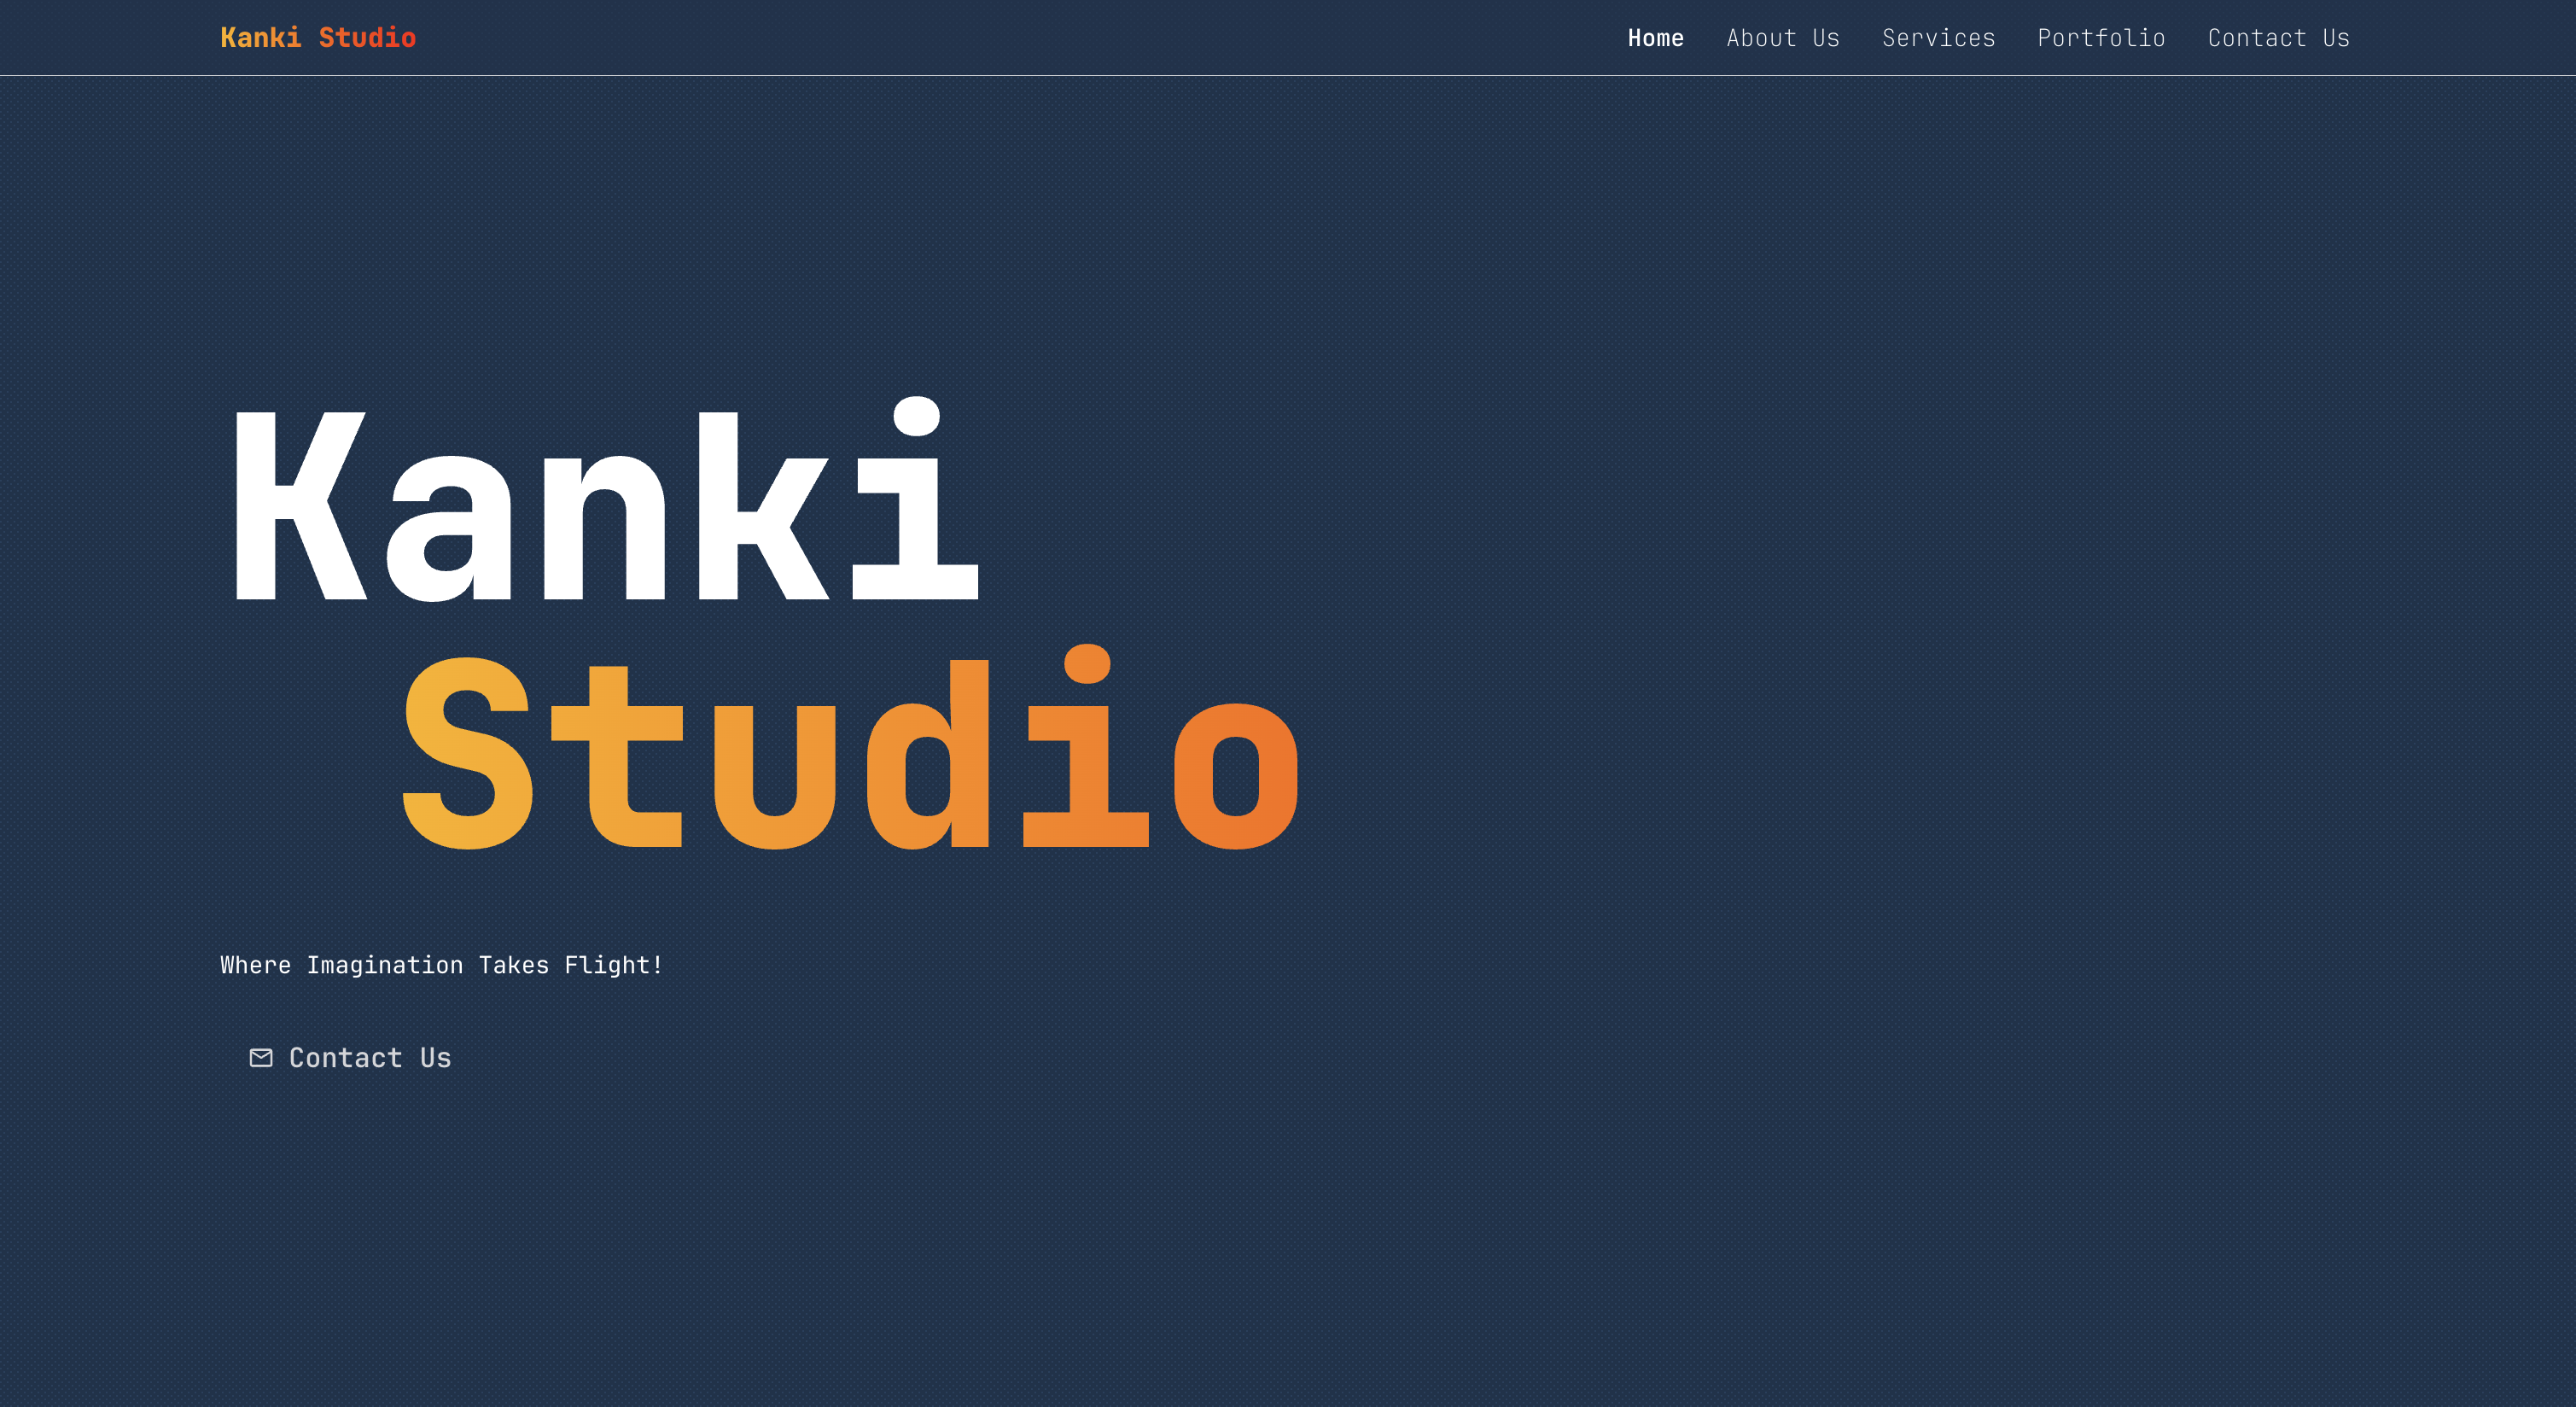 Kanki Studio
Home About Us Services Portfolio Contact Us
Kanki
Studio
Where Imagination Takes Flight!
Contact Us